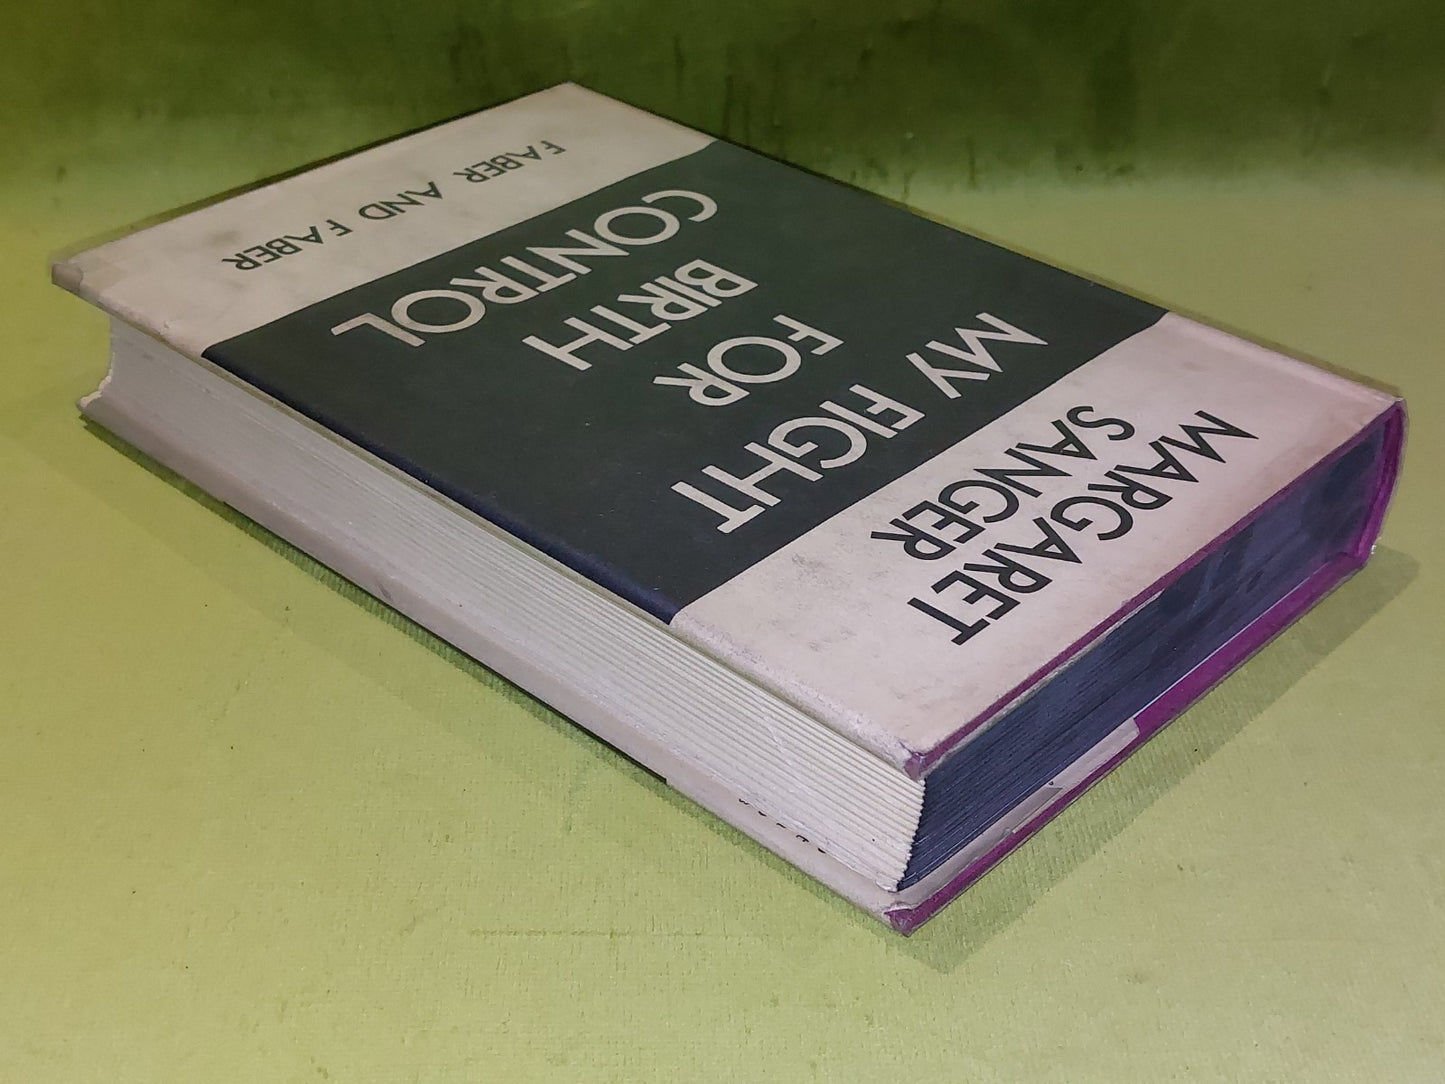 MARGARET
SANGER
MY FIGHT
FOR
BIRTH
CONTROL
FABER AND FABER